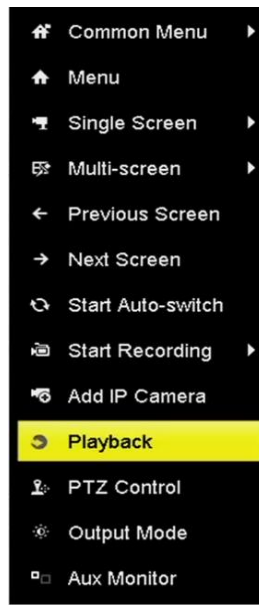 Common Menu
Menu
Single Screen
Multi-screen
Previous Screen
Next Screen
Start Auto-switch
Start Recording
Add IP Camera
Playback
PTZ Control
Output Mode
Aux Monitor